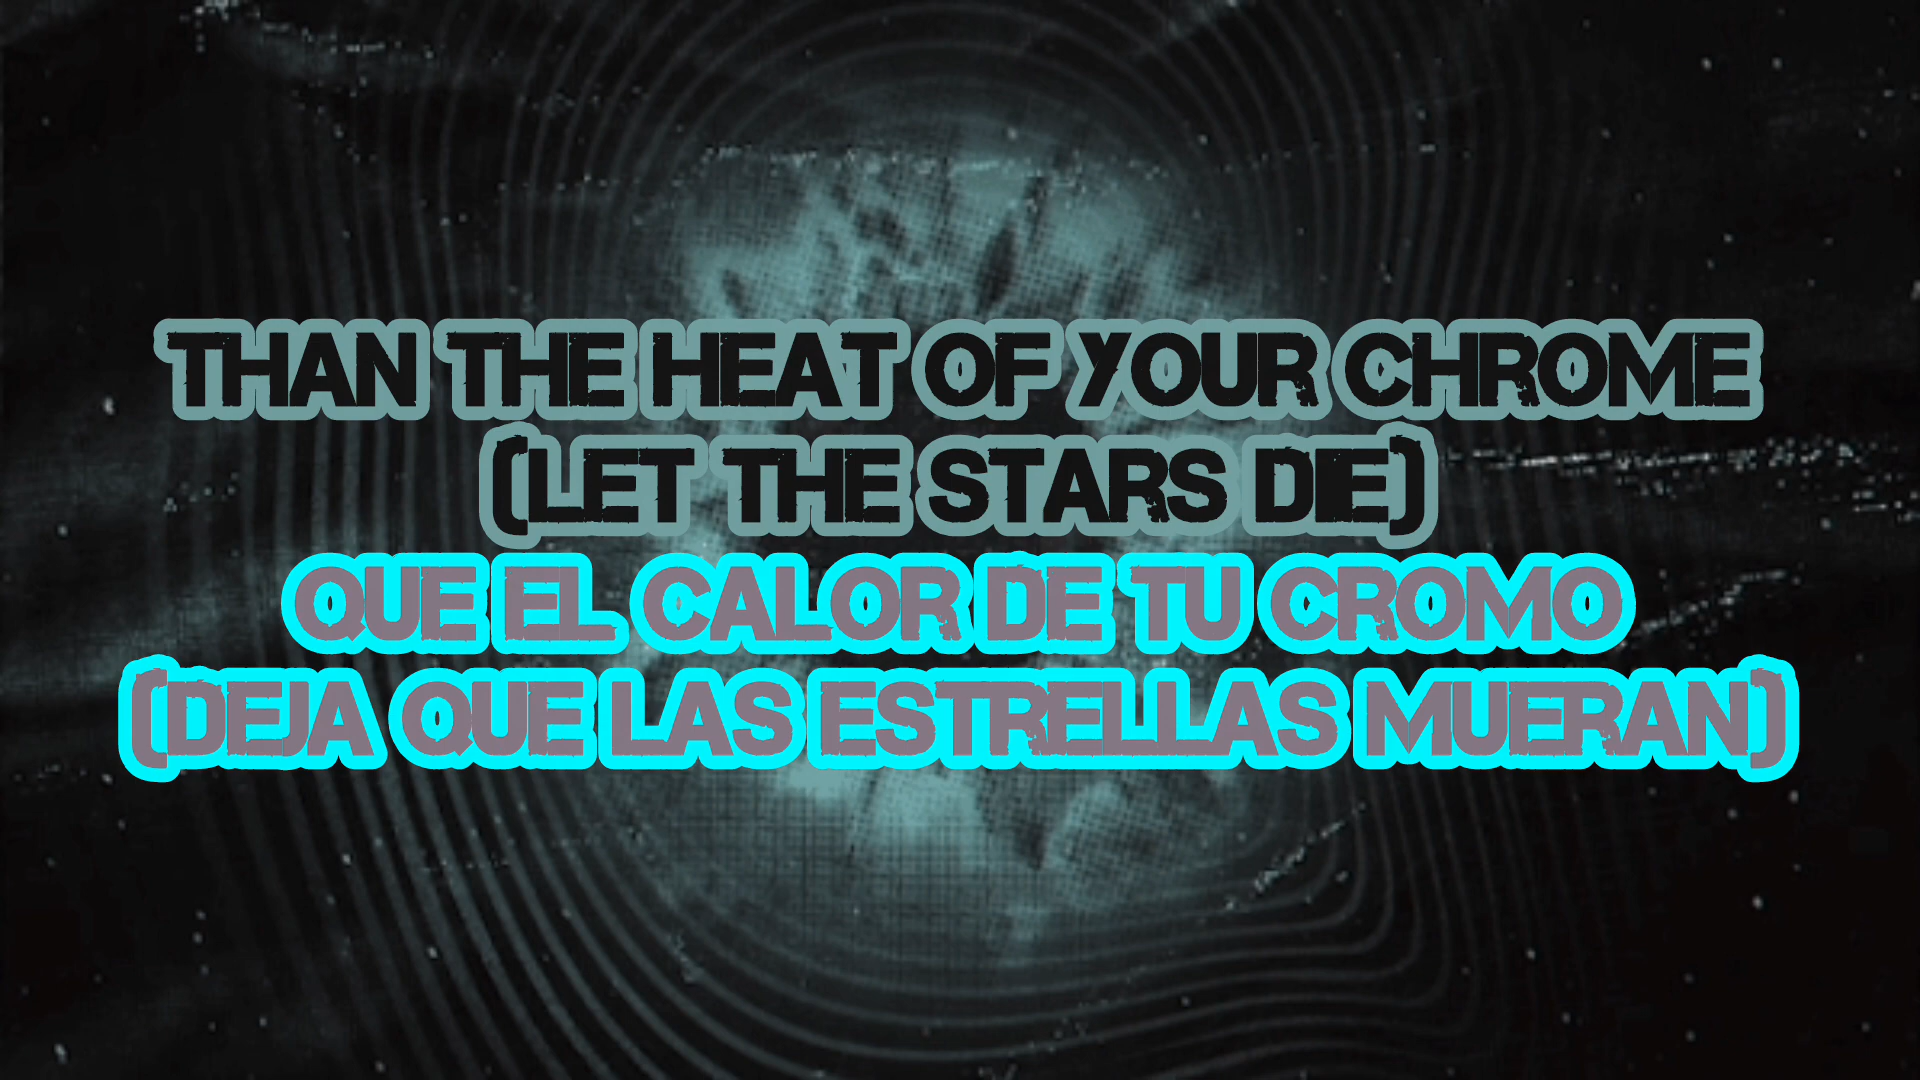 THAN THE HEAT OF YOUR CHROME
(LET THE STARS DIE)
QUE EL CALOR DE TU CROMO
(DEJA QUE LAS ESTRELLAS MUERAN)